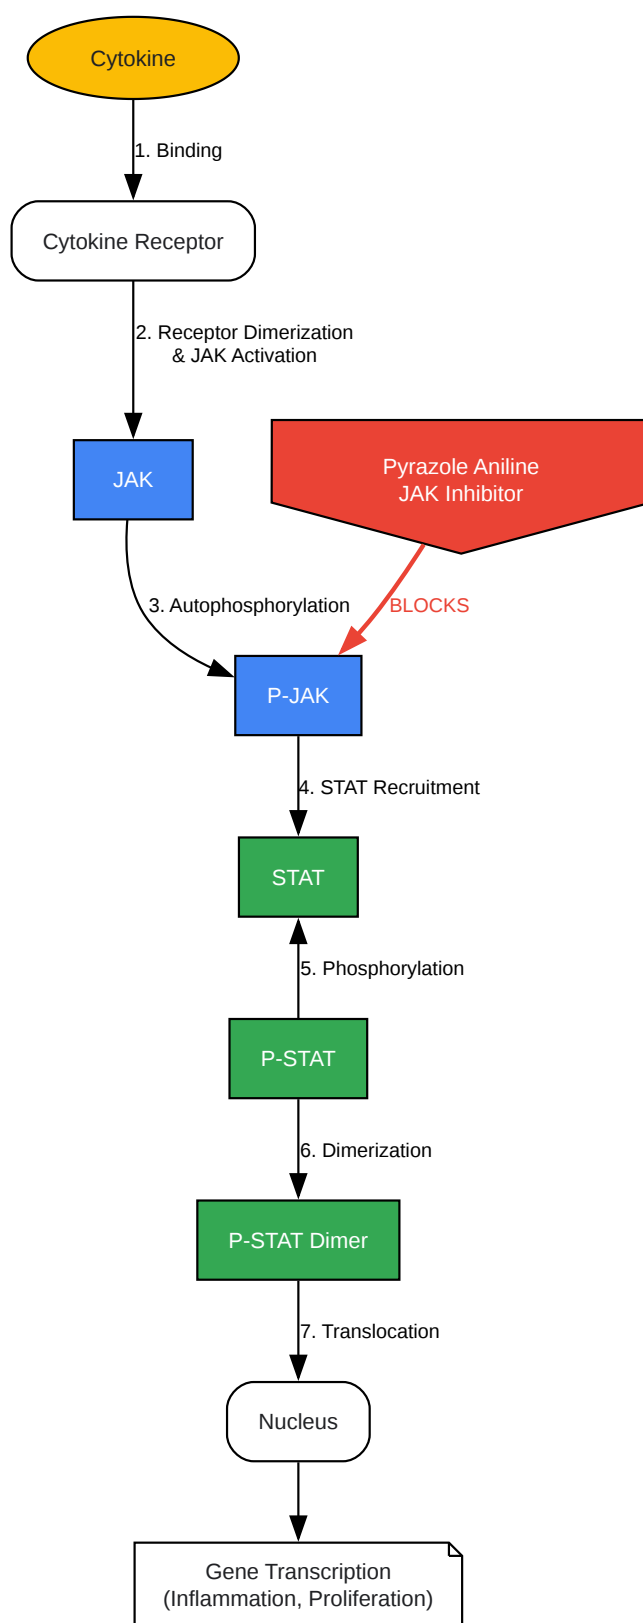 Cytokine
1. Binding
Cytokine Receptor
2. Receptor Dimerization
& JAK Activation
JAK
Pyrazole Aniline
JAK Inhibitor
3. Autophosphorylation
BLOCKS
P-JAK
4. STAT Recruitment
STAT
5. Phosphorylation
P-STAT
6. Dimerization
P-STAT Dimer
7. Translocation
Nucleus
Gene Transcription
(Inflammation, Proliferation)